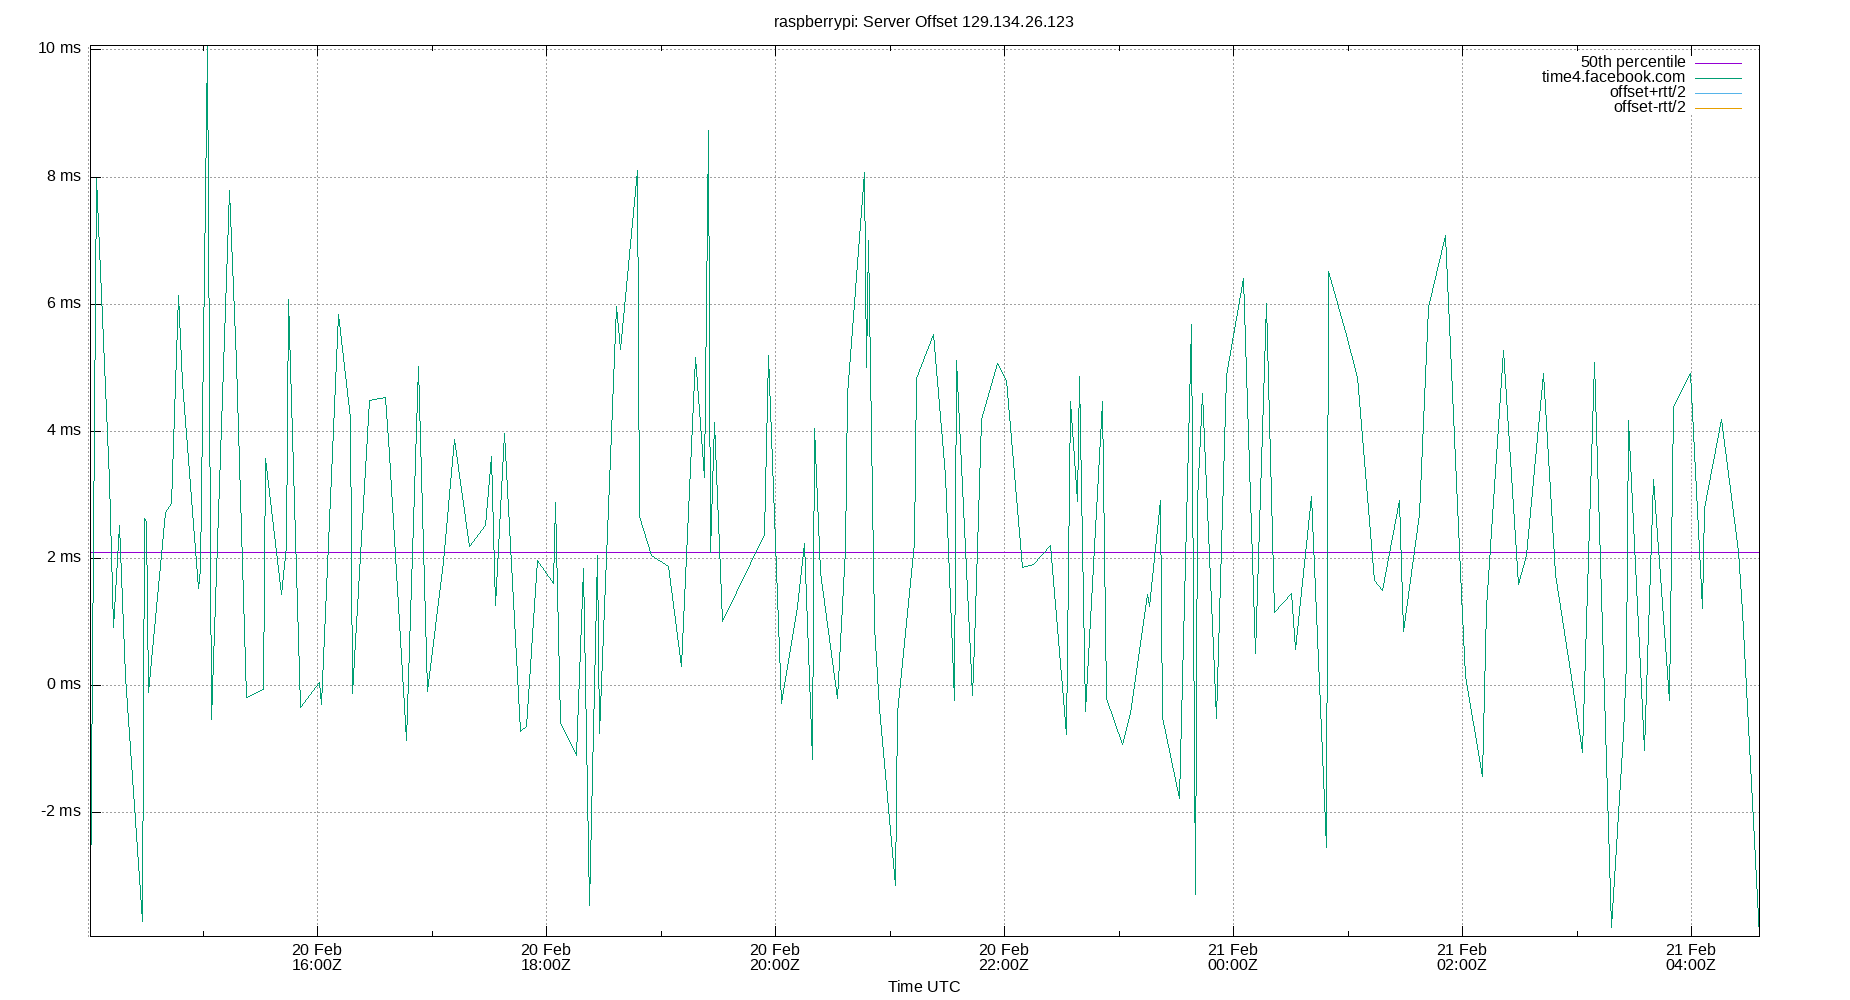 raspberrypi: Server Offset 129.134.26.123
10 ms
8 ms
6 ms
4 ms
2 ms
0 ms
-2 ms
50th percentile
time4.facebook.com
offset+rtt/2
offset-rtt/2
20 Feb 20 Feb 20 Feb 20 Feb 21 Feb 21 Feb 21 Feb
16:00Z 18:00Z 20:00Z 22:00Z 00:00Z 02:00Z 04:00Z
Time UTC